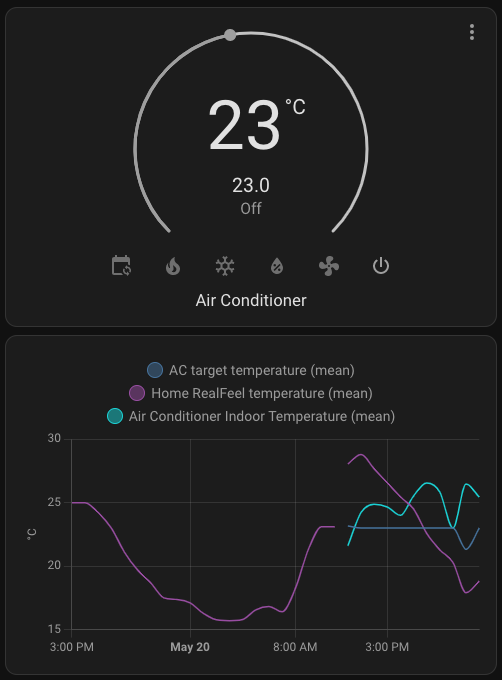 23 °C
23.0
Off
Air Conditioner
AC target temperature (mean)
Home RealFeel temperature (mean)
Air Conditioner Indoor Temperature (mean)
30
25
°C
20
15
3:00 PM May 20 8:00 AM 3:00 PM